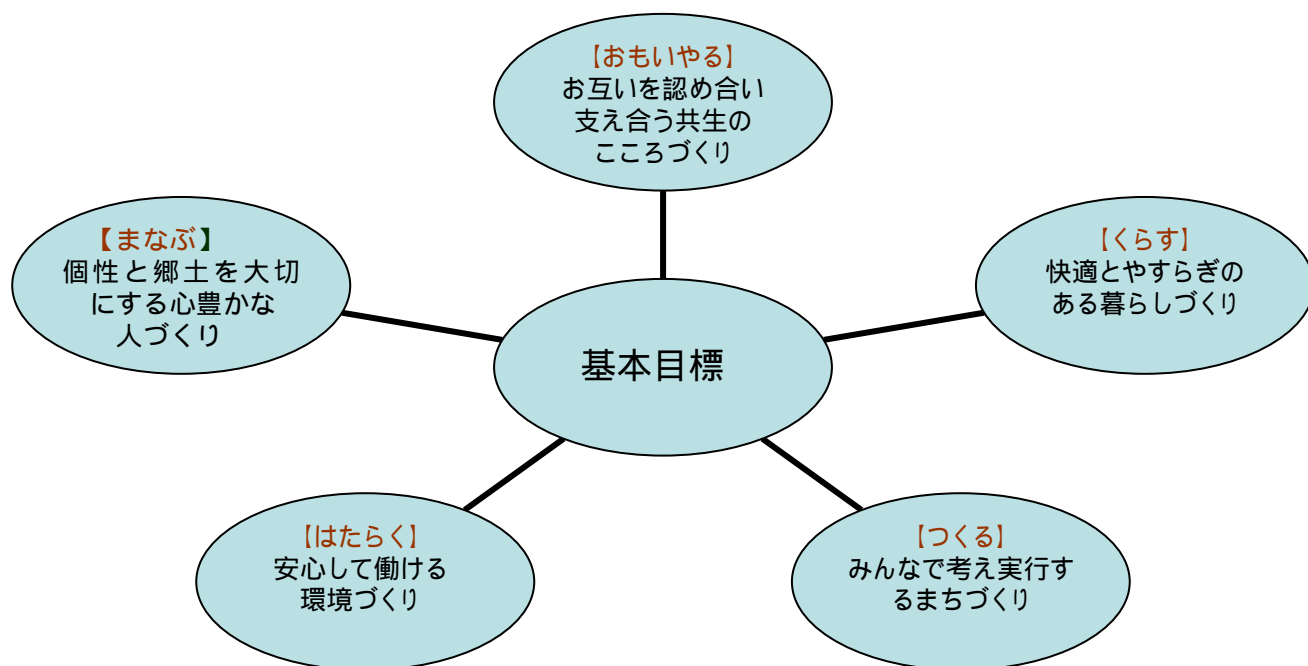 【おもいやる】
お互いを認め合い
支え合う共生の
こころづくり
【まなぶ】
個性と郷土を大切
にする心豊かな
人づくり
【くらす】
快適とやすらぎの
ある暮らしづくり
基本目標
【はたらく】
安心して働ける
環境づくり
【つくる】
みんなで考え実行す
るまちづくり